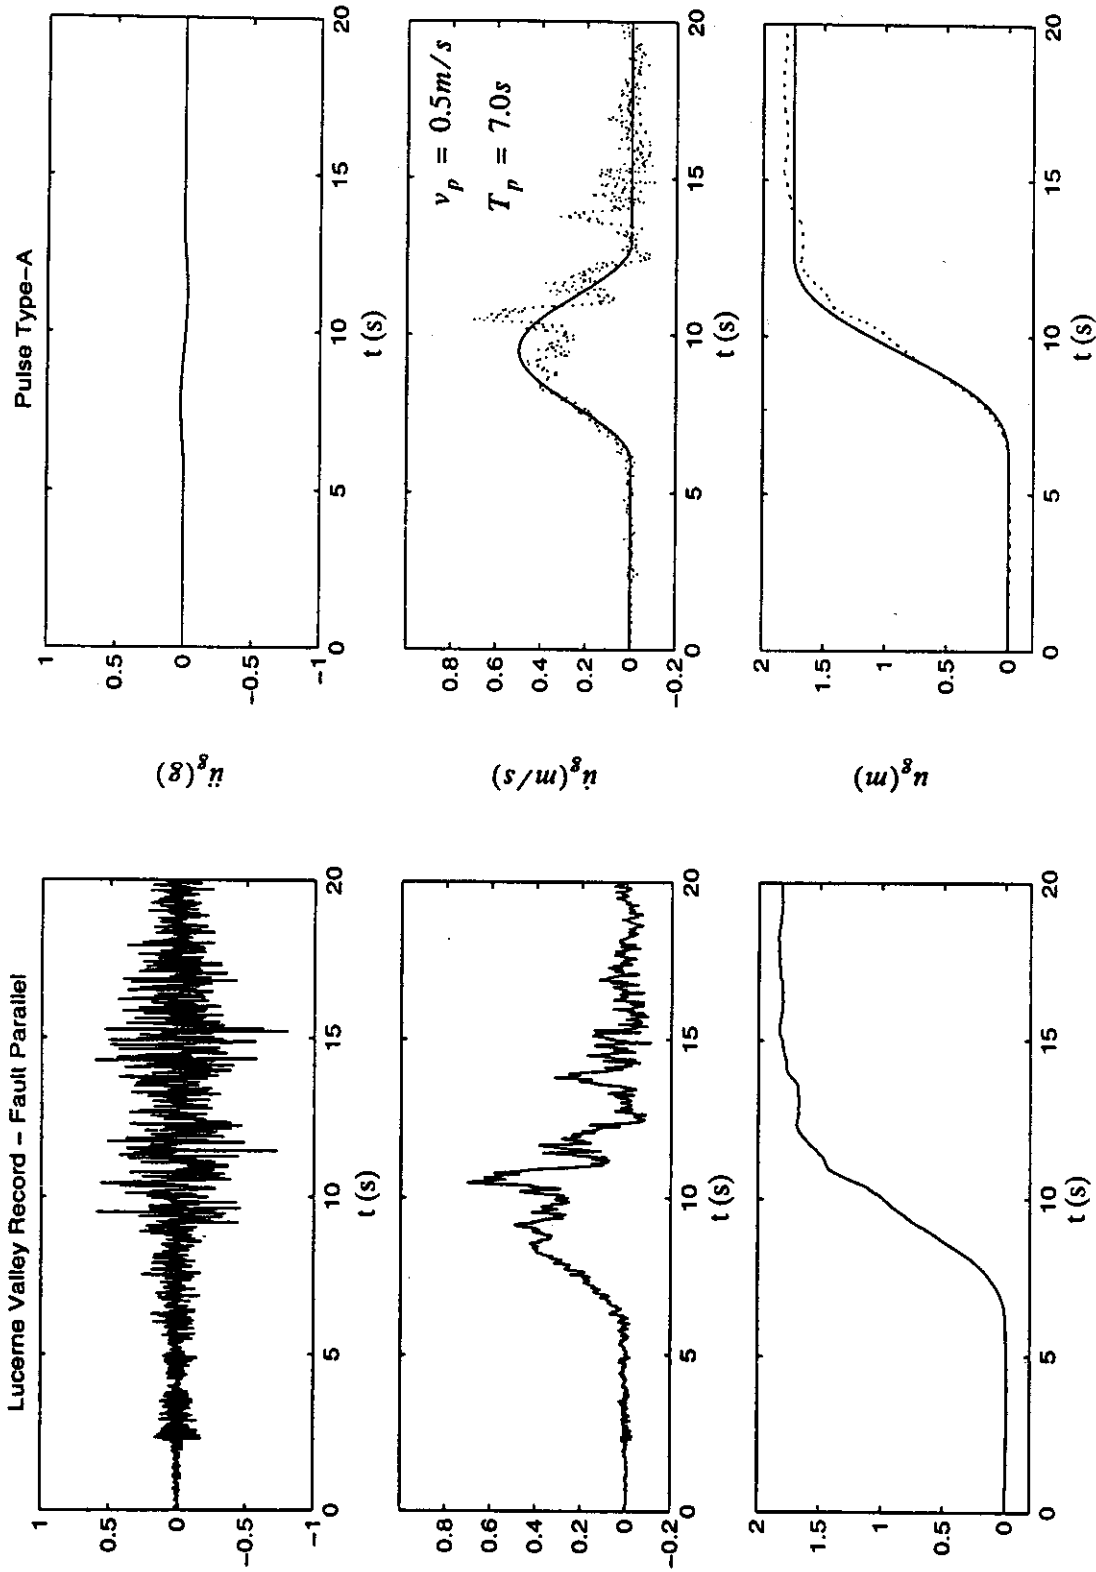 Lucerne Valley Record – Fault Parallel
1
0.5
0
−0.5
−1
0 5 10 15 20
t (s)
0.8
0.6
0.4
0.2
0
−0.2
0 5 10 15 20
t (s)
2
1.5
1
0.5
0
0 5 10 15 20
t (s)
ü_g(g)
u̇_g(m/s)
u_g(m)
Pulse Type–A
1
0.5
0
−0.5
−1
0 5 10 15 20
t (s)
v_p = 0.5m/s
T_p = 7.0s
0.8
0.6
0.4
0.2
0
−0.2
0 5 10 15 20
t (s)
2
1.5
1
0.5
0
0 5 10 15 20
t (s)